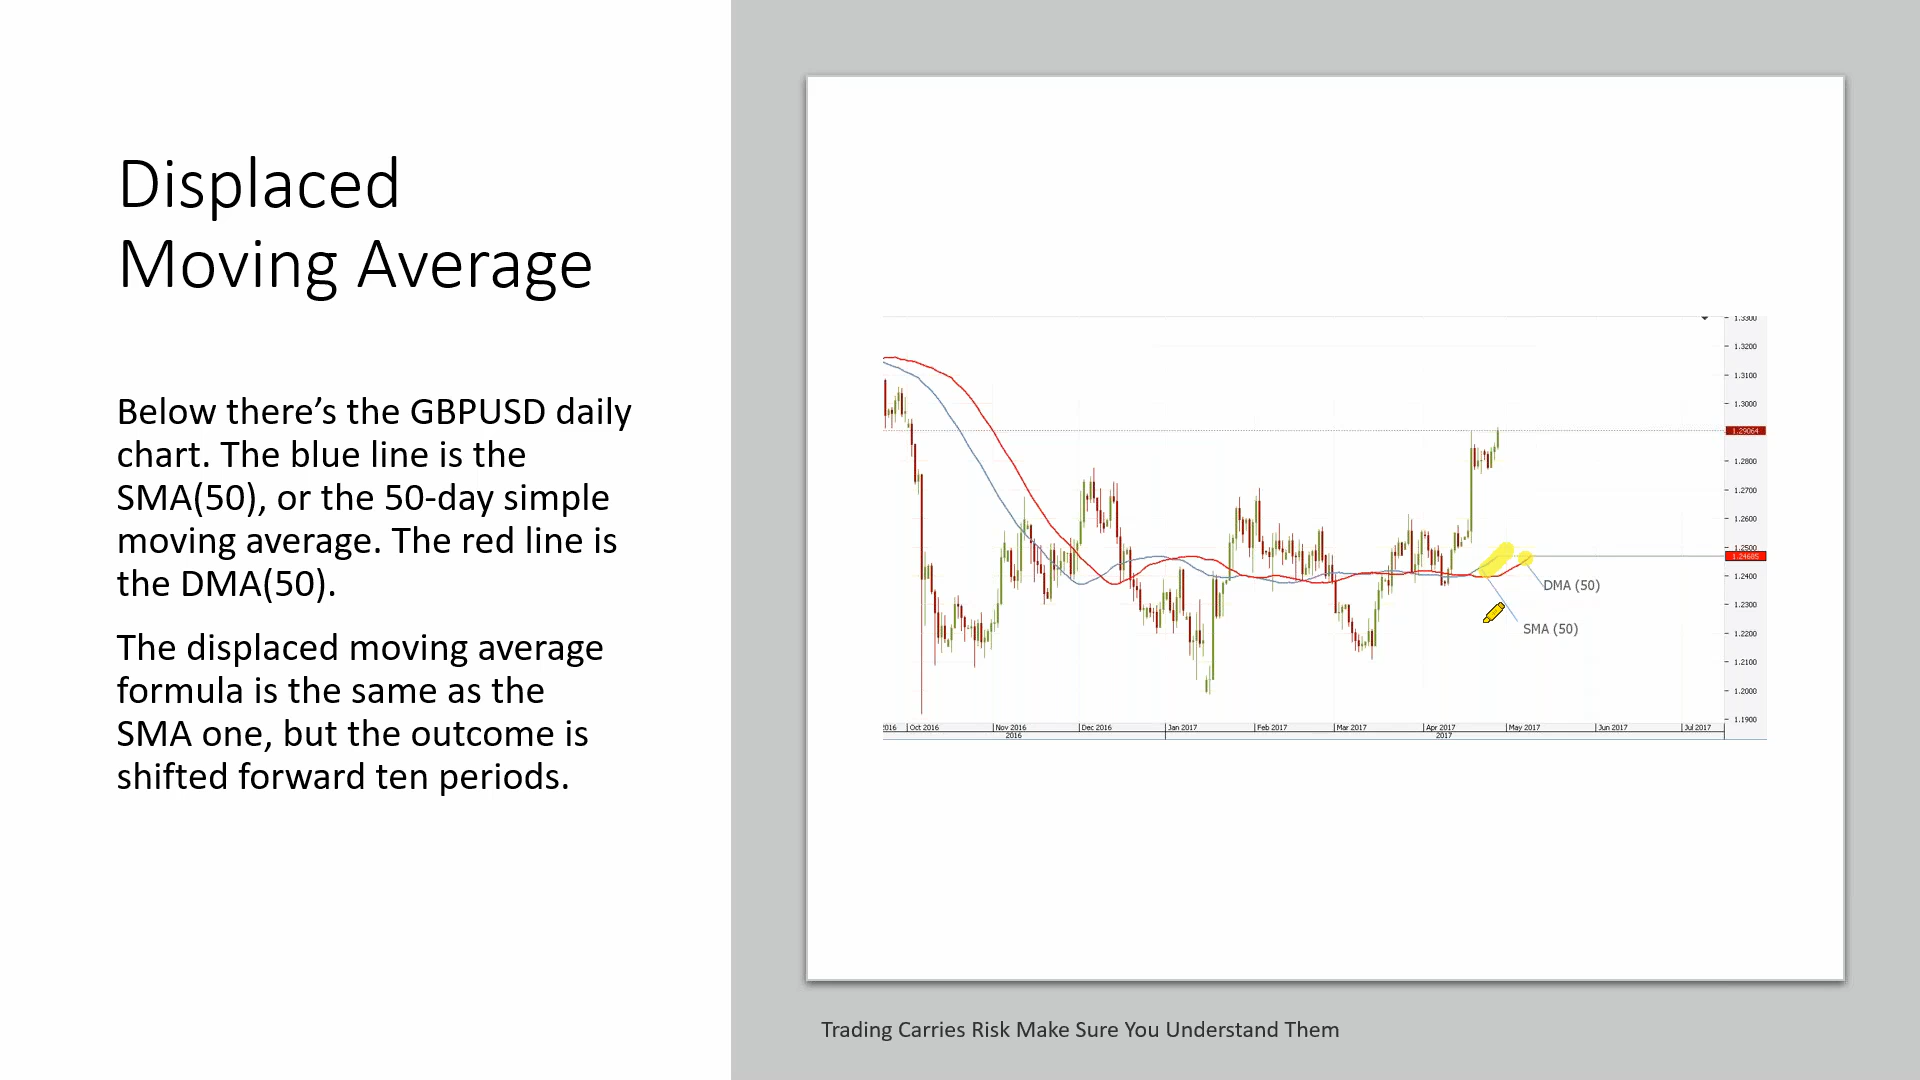 Displaced
Moving Average
Below there’s the GBPUSD daily
chart. The blue line is the
SMA(50), or the 50-day simple
moving average. The red line is
the DMA(50).
The displaced moving average
formula is the same as the
SMA one, but the outcome is
shifted forward ten periods.
1.3300
1.3200
1.3100
1.3000
1.29064
1.2800
1.2700
1.2600
1.2500
1.2400
1.2300
1.2200
1.2100
1.2000
1.1900
DMA (50)
SMA (50)
2016 Oct 2016 Nov 2016 Dec 2016 Jan 2017 Feb 2017 Mar 2017 Apr 2017 May 2017 Jun 2017 Jul 2017
2016 2017
Trading Carries Risk Make Sure You Understand Them